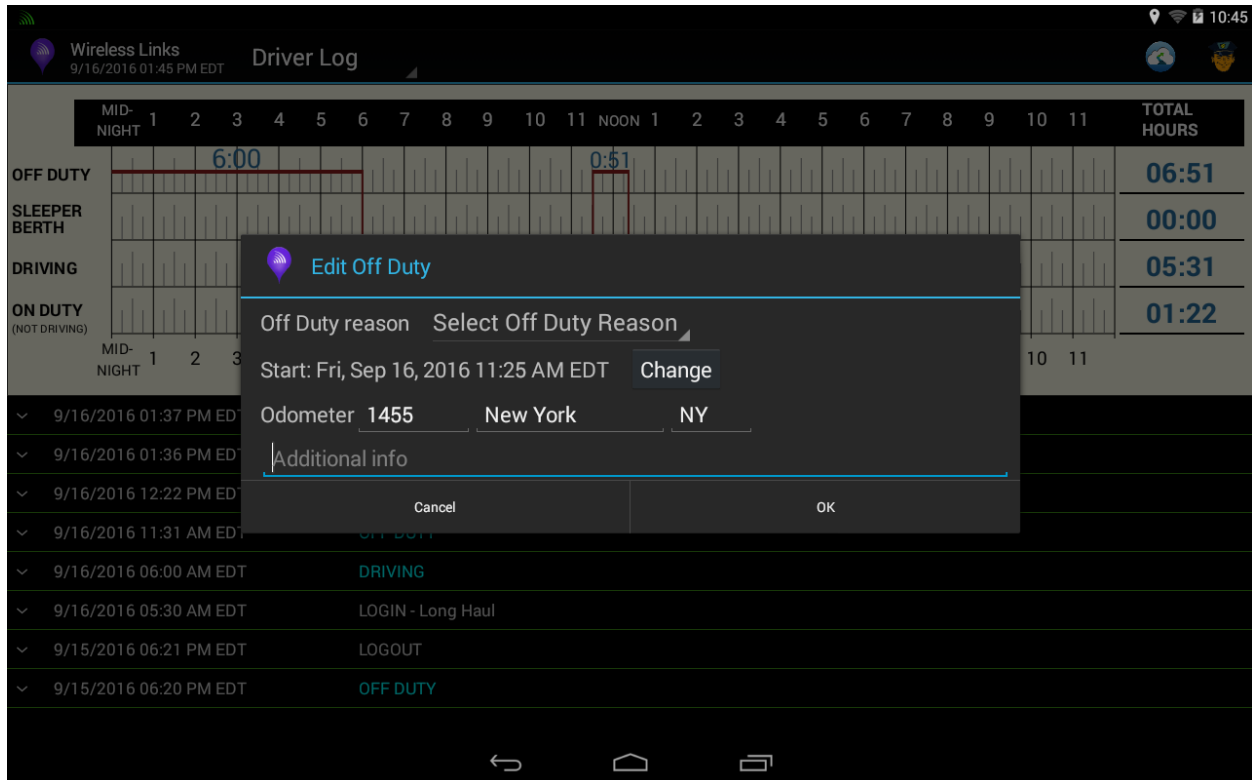 10:45
Wireless Links
9/16/2016 01:45 PM EDT
Driver Log
MID-NIGHT 1 2 3 4 5 6 7 8 9 10 11 NOON 1 2 3 4 5 6 7 8 9 10 11 TOTAL HOURS
6:00 0:51
OFF DUTY 06:51
SLEEPER BERTH 00:00
DRIVING 05:31
ON DUTY (NOT DRIVING) 01:22
MID-NIGHT 1 2 3 10 11
Edit Off Duty
Off Duty reason Select Off Duty Reason
Start: Fri, Sep 16, 2016 11:25 AM EDT Change
Odometer 1455 New York NY
Additional info
Cancel OK
9/16/2016 01:37 PM EDT
9/16/2016 01:36 PM EDT
9/16/2016 12:22 PM EDT
9/16/2016 11:31 AM EDT OFF DUTY
9/16/2016 06:00 AM EDT DRIVING
9/16/2016 05:30 AM EDT LOGIN - Long Haul
9/15/2016 06:21 PM EDT LOGOUT
9/15/2016 06:20 PM EDT OFF DUTY